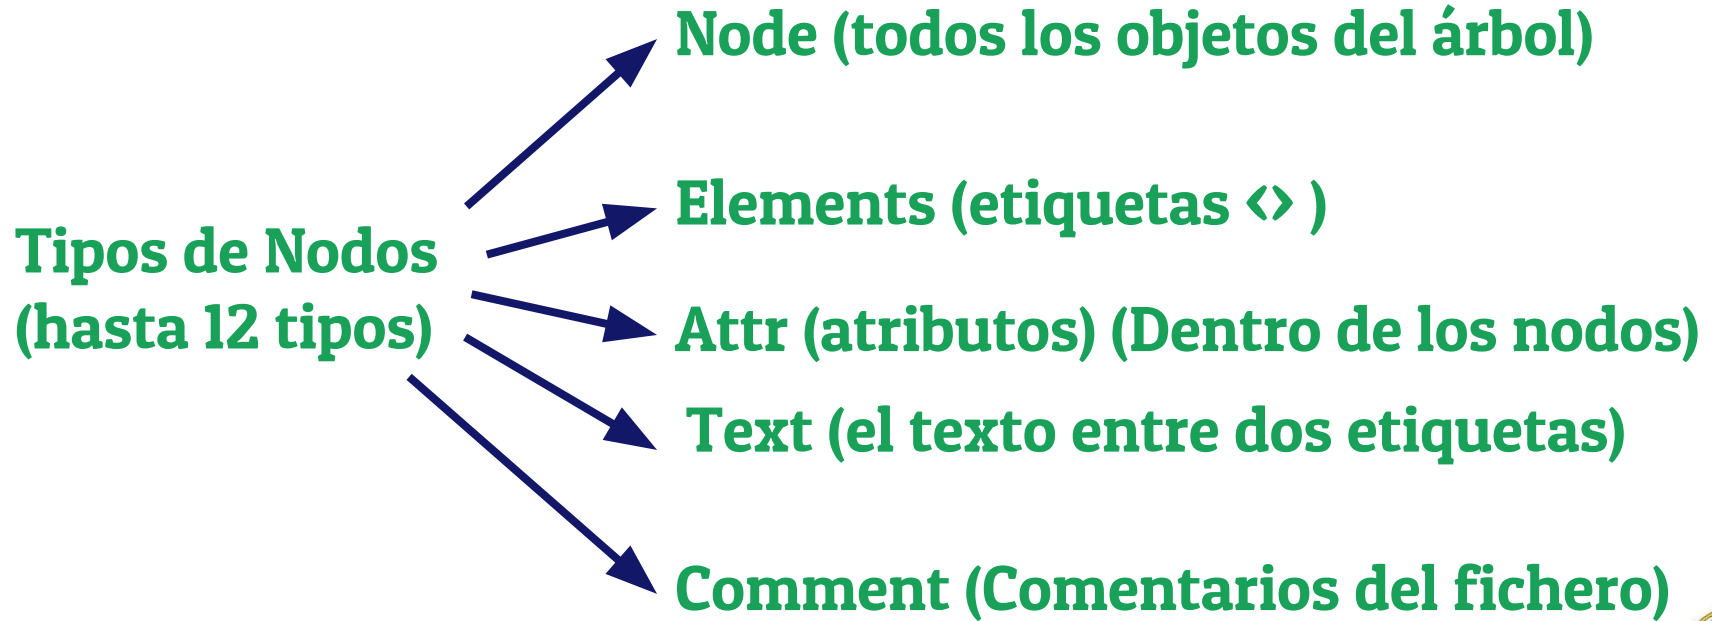 Node (todos los objetos del árbol)
Elements (etiquetas <> )
Tipos de Nodos
(hasta 12 tipos)
Attr (atributos) (Dentro de los nodos)
Text (el texto entre dos etiquetas)
Comment (Comentarios del fichero)